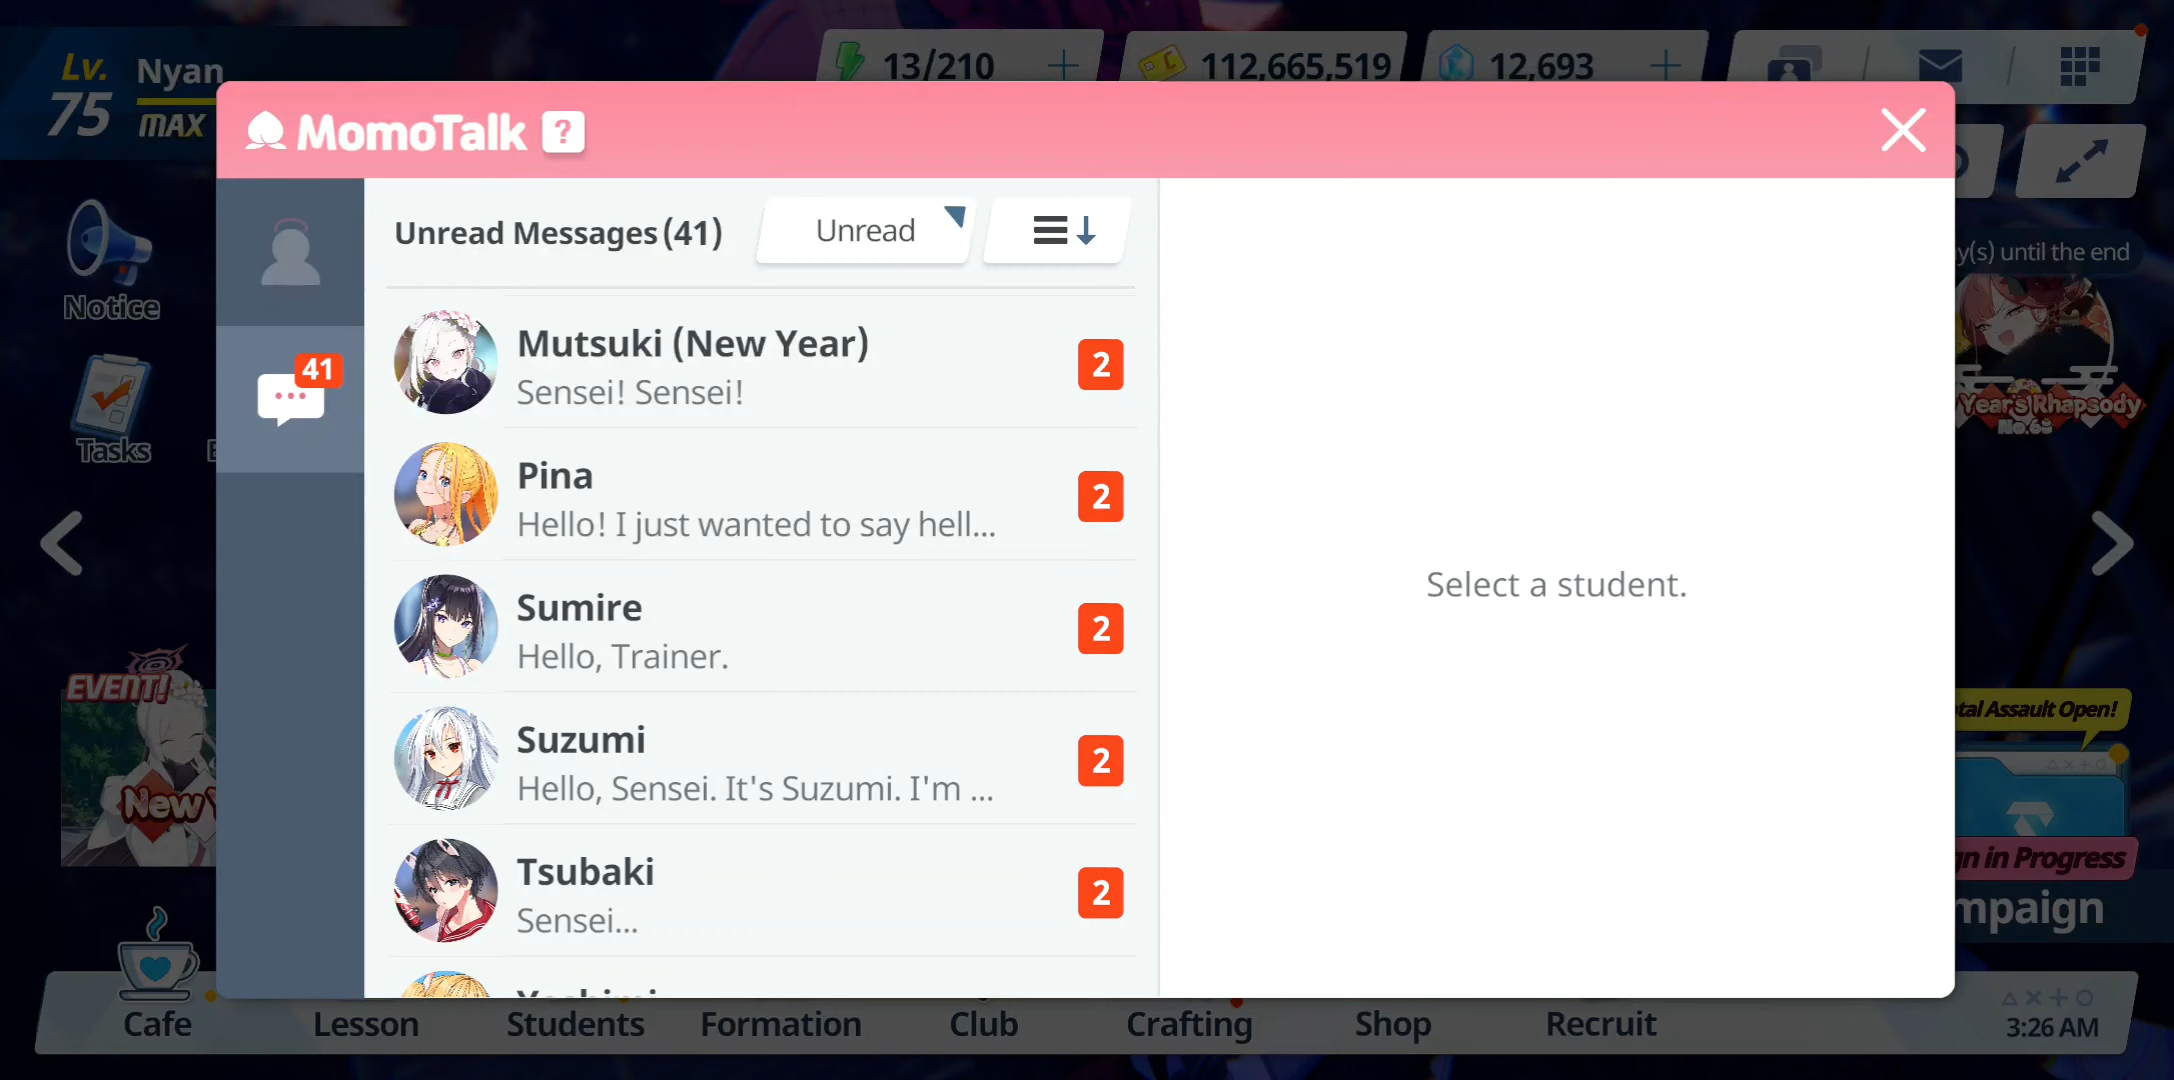 Lv.
75
Nyan
MAX
13/210
112,665,519
12,693
MomoTalk ?
Unread Messages (41)
Unread
41
Mutsuki (New Year)
Sensei! Sensei!
2
Pina
Hello! I just wanted to say hell...
2
Sumire
Hello, Trainer.
2
Suzumi
Hello, Sensei. It's Suzumi. I'm ...
2
Tsubaki
Sensei...
2
Select a student.
Notice
Tasks
EVENT!
New
y(s) until the end
Year's Rhapsody
No.68
tal Assault Open!
gn in Progress
mpaign
Cafe
Lesson
Students
Formation
Club
Crafting
Shop
Recruit
3:26 AM